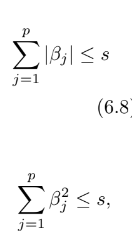 ∑_{j=1}^{p} |β_j| ≤ s
(6.8)
∑_{j=1}^{p} β_j^2 ≤ s,